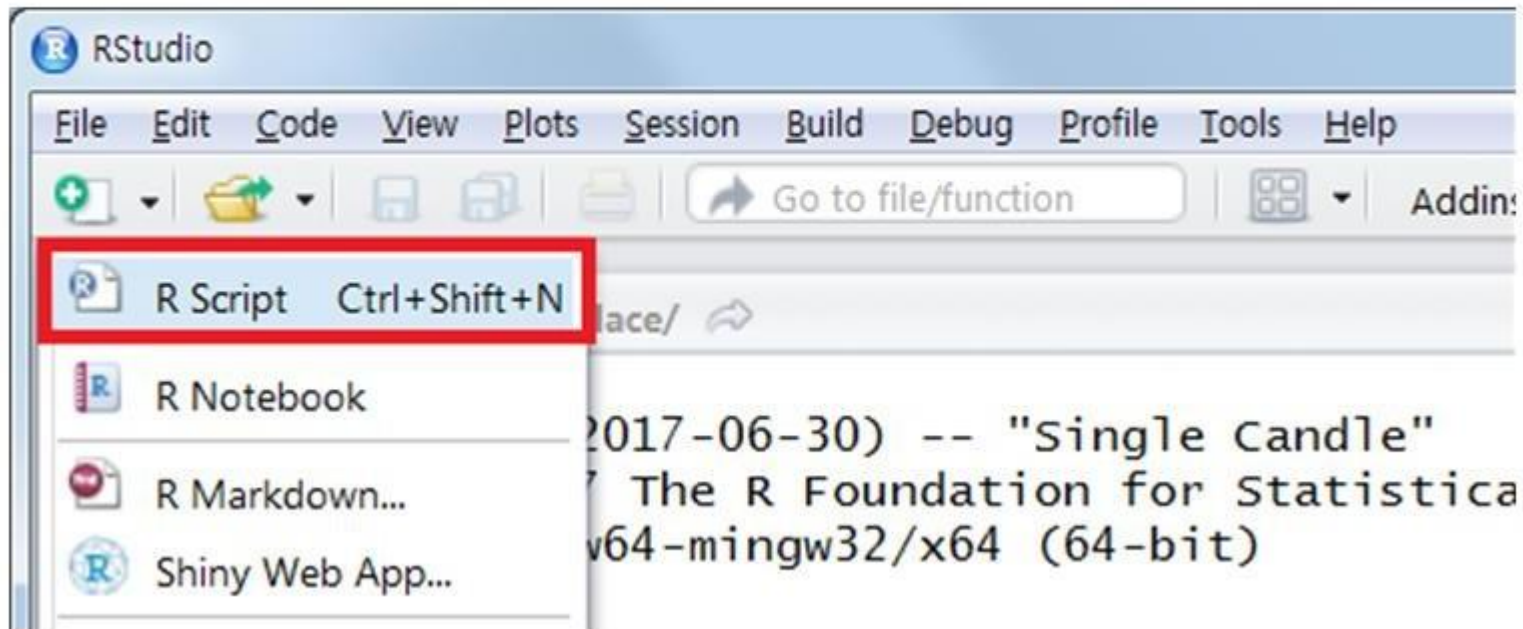 RStudio
File Edit Code View Plots Session Build Debug Profile Tools Help
Go to file/function Addins
R Script Ctrl+Shift+N
lace/
R Notebook
2017-06-30) -- "Single Candle"
R Markdown...
7 The R Foundation for Statistica
w64-mingw32/x64 (64-bit)
Shiny Web App...